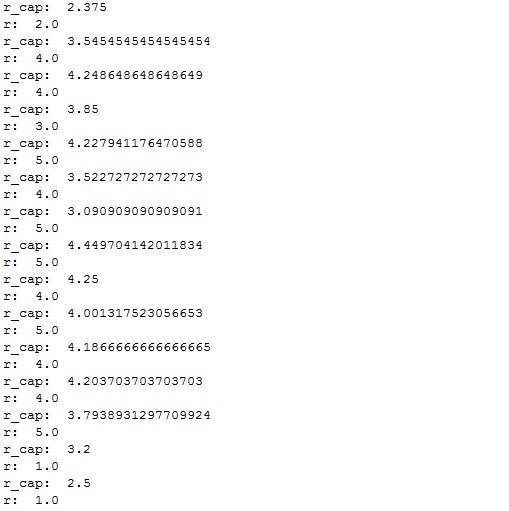 r_cap:  2.375
r:  2.0
r_cap:  3.5454545454545454
r:  4.0
r_cap:  4.248648648648649
r:  4.0
r_cap:  3.85
r:  3.0
r_cap:  4.227941176470588
r:  5.0
r_cap:  3.522727272727273
r:  4.0
r_cap:  3.090909090909091
r:  5.0
r_cap:  4.449704142011834
r:  5.0
r_cap:  4.25
r:  4.0
r_cap:  4.001317523056653
r:  5.0
r_cap:  4.1866666666666665
r:  4.0
r_cap:  4.203703703703703
r:  4.0
r_cap:  3.7938931297709924
r:  5.0
r_cap:  3.2
r:  1.0
r_cap:  2.5
r:  1.0